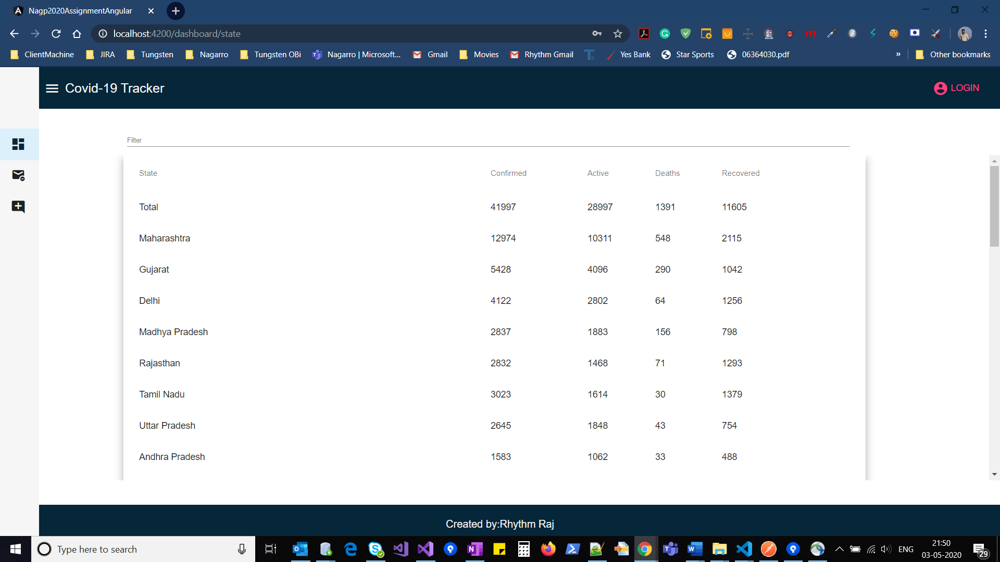 Nagp2020AssignmentAngular
localhost:4200/dashboard/state
ClientMachine JIRA Tungsten Nagarro Tungsten OBi Nagarro | Microsoft... Gmail Movies Rhythm Gmail Yes Bank Star Sports 06364030.pdf » Other bookmarks
Covid-19 Tracker LOGIN
Filter
State Confirmed Active Deaths Recovered
Total 41997 28997 1391 11605
Maharashtra 12974 10311 548 2115
Gujarat 5428 4096 290 1042
Delhi 4122 2802 64 1256
Madhya Pradesh 2837 1883 156 798
Rajasthan 2832 1468 71 1293
Tamil Nadu 3023 1614 30 1379
Uttar Pradesh 2645 1848 43 754
Andhra Pradesh 1583 1062 33 488
Created by:Rhythm Raj
Type here to search ENG 21:50
03-05-2020 29